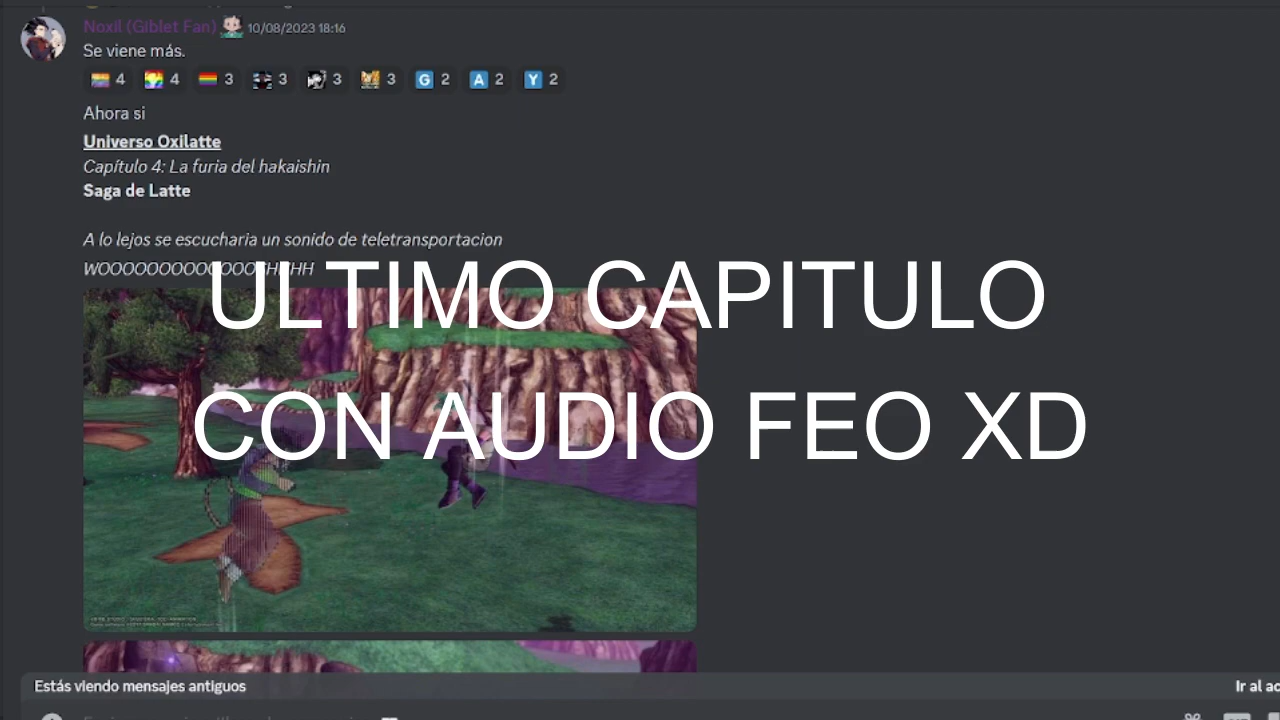 Noxil (Giblet Fan) 10/08/2023 18:16
Se viene más.
4 4 3 3 3 3 G 2 A 2 Y 2
Ahora si
Universo Oxilatte
Capítulo 4: La furia del hakaishin
Saga de Latte
A lo lejos se escucharia un sonido de teletransportacion
ULTIMO CAPITULO
CON AUDIO FEO XD
Estás viendo mensajes antiguos
Ir al